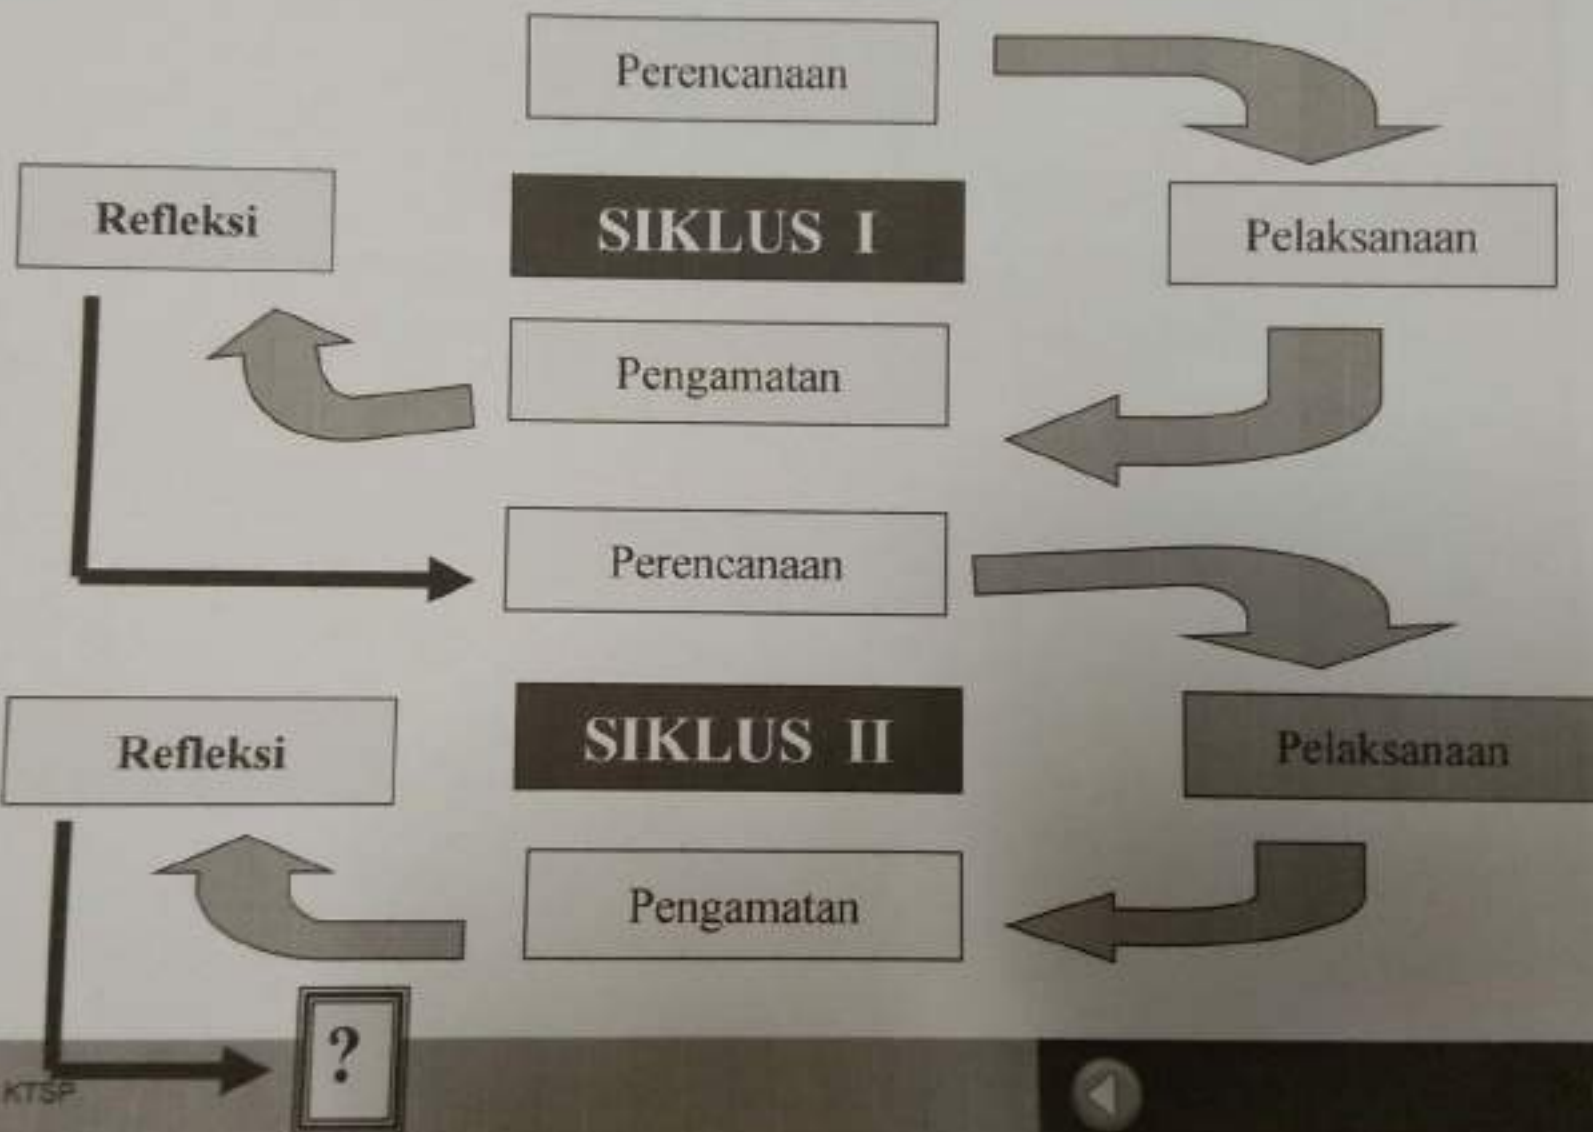 Perencanaan
Refleksi
SIKLUS I
Pelaksanaan
Pengamatan
Perencanaan
Refleksi
SIKLUS II
Pelaksanaan
Pengamatan
?
KTSP